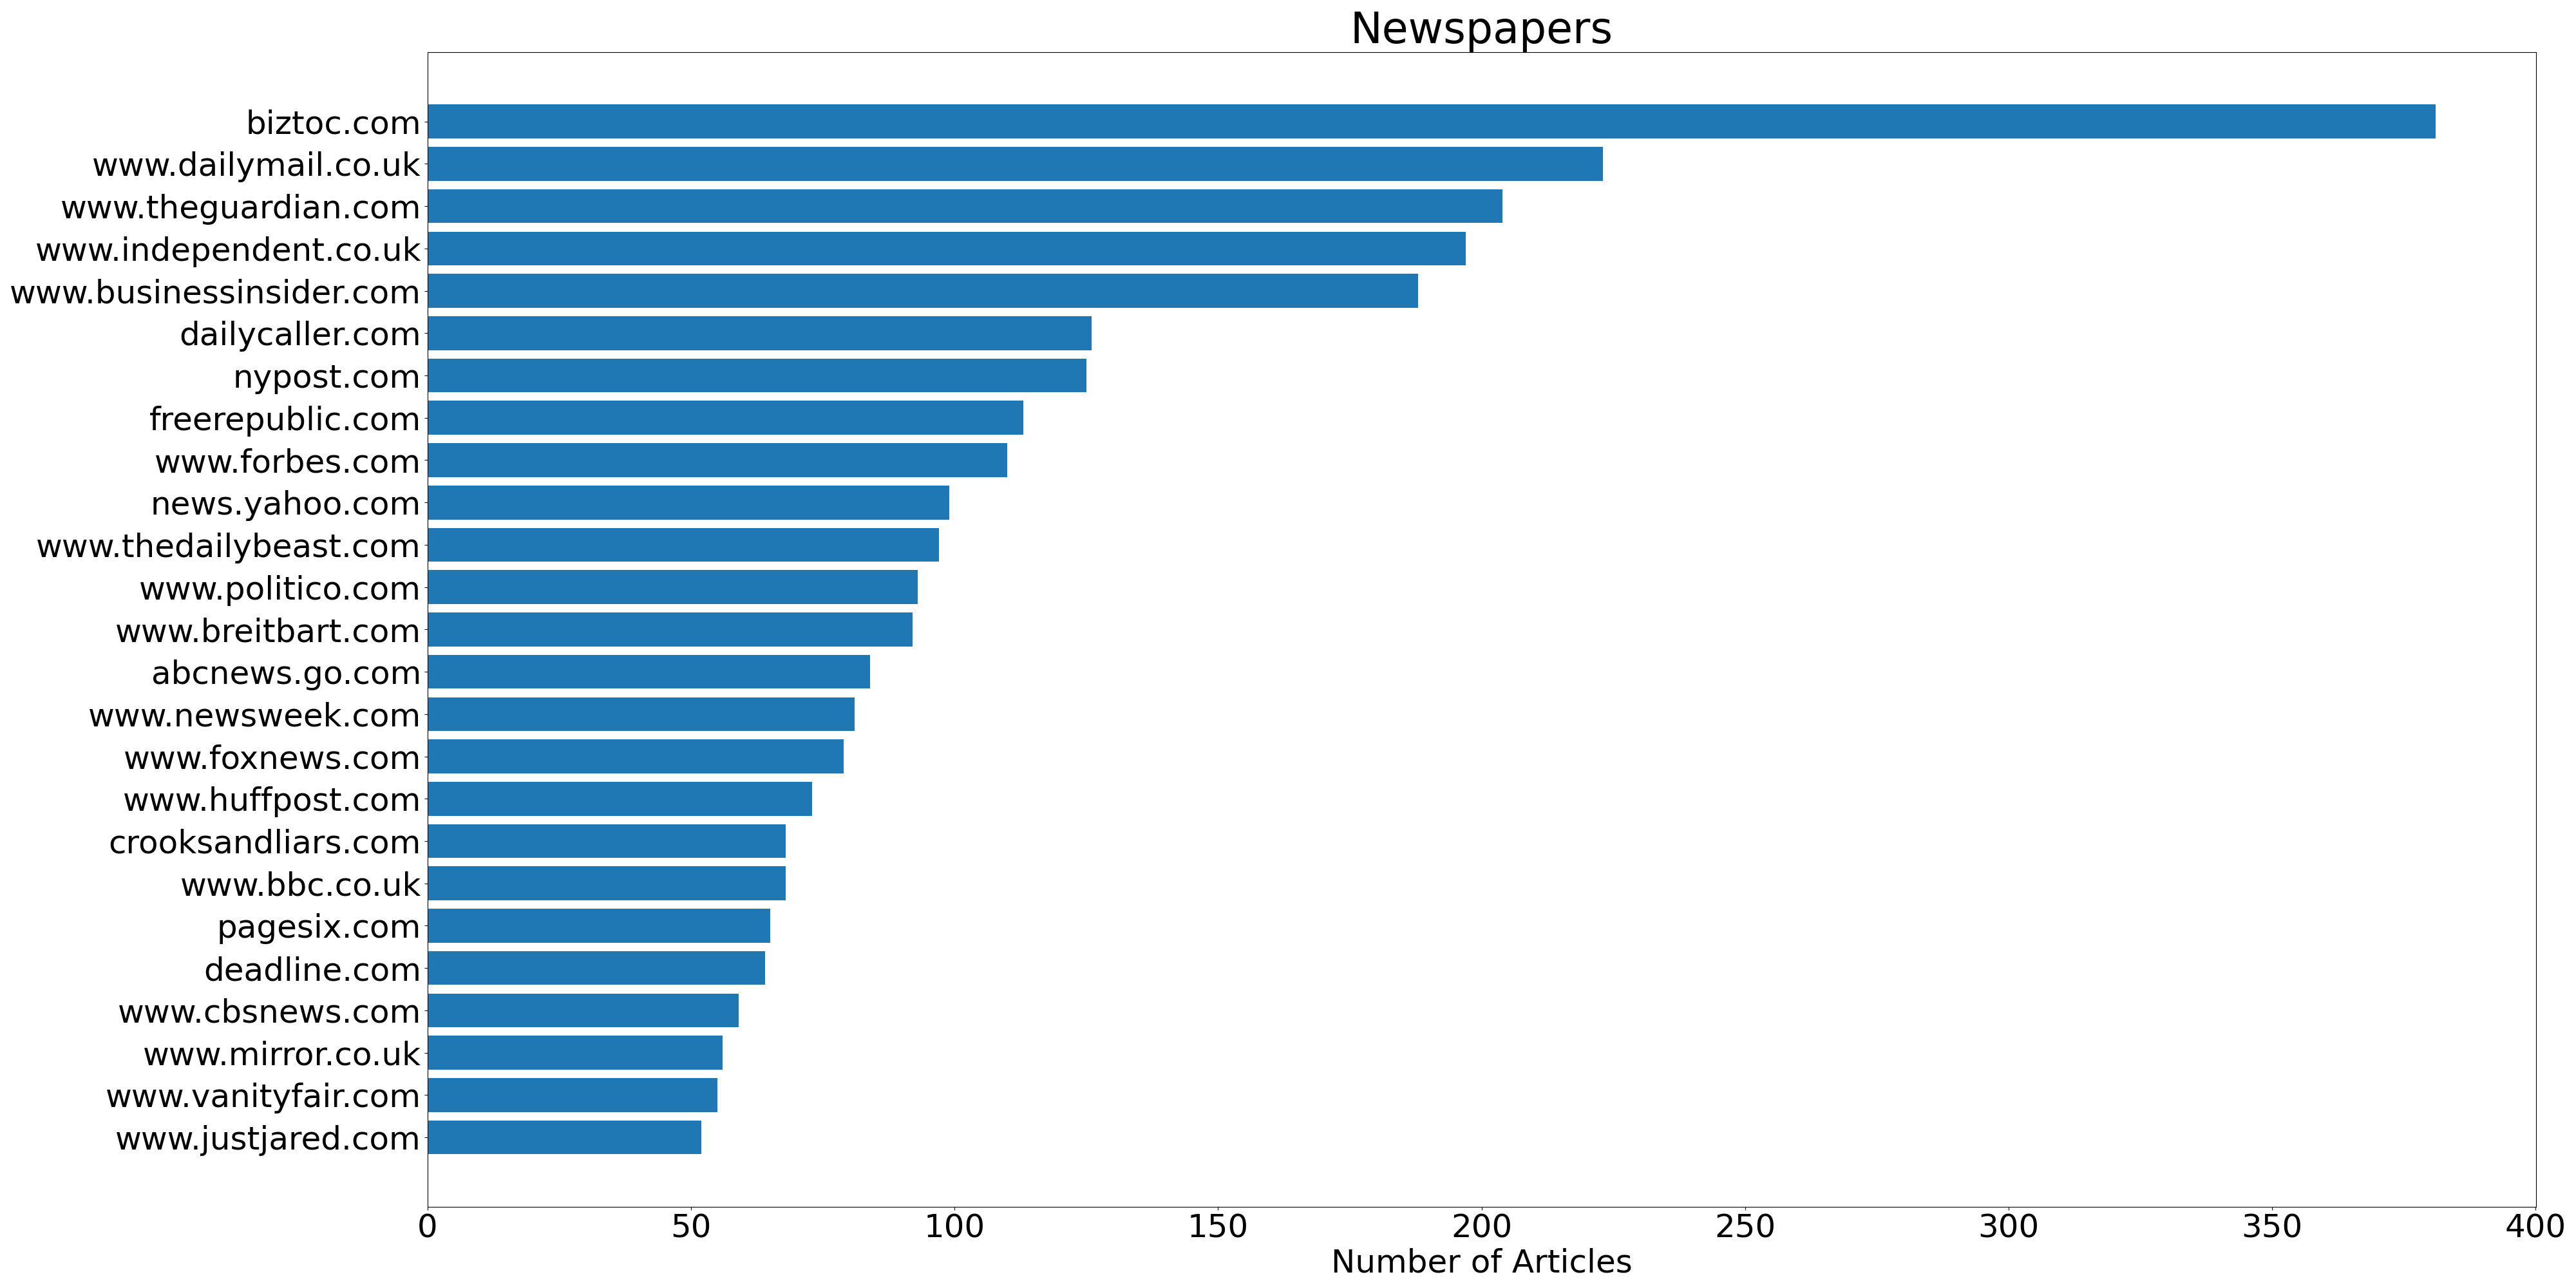 Newspapers
biztoc.com
www.dailymail.co.uk
www.theguardian.com
www.independent.co.uk
www.businessinsider.com
dailycaller.com
nypost.com
freerepublic.com
www.forbes.com
news.yahoo.com
www.thedailybeast.com
www.politico.com
www.breitbart.com
abcnews.go.com
www.newsweek.com
www.foxnews.com
www.huffpost.com
crooksandliars.com
www.bbc.co.uk
pagesix.com
deadline.com
www.cbsnews.com
www.mirror.co.uk
www.vanityfair.com
www.justjared.com
0 50 100 150 200 250 300 350 400
Number of Articles